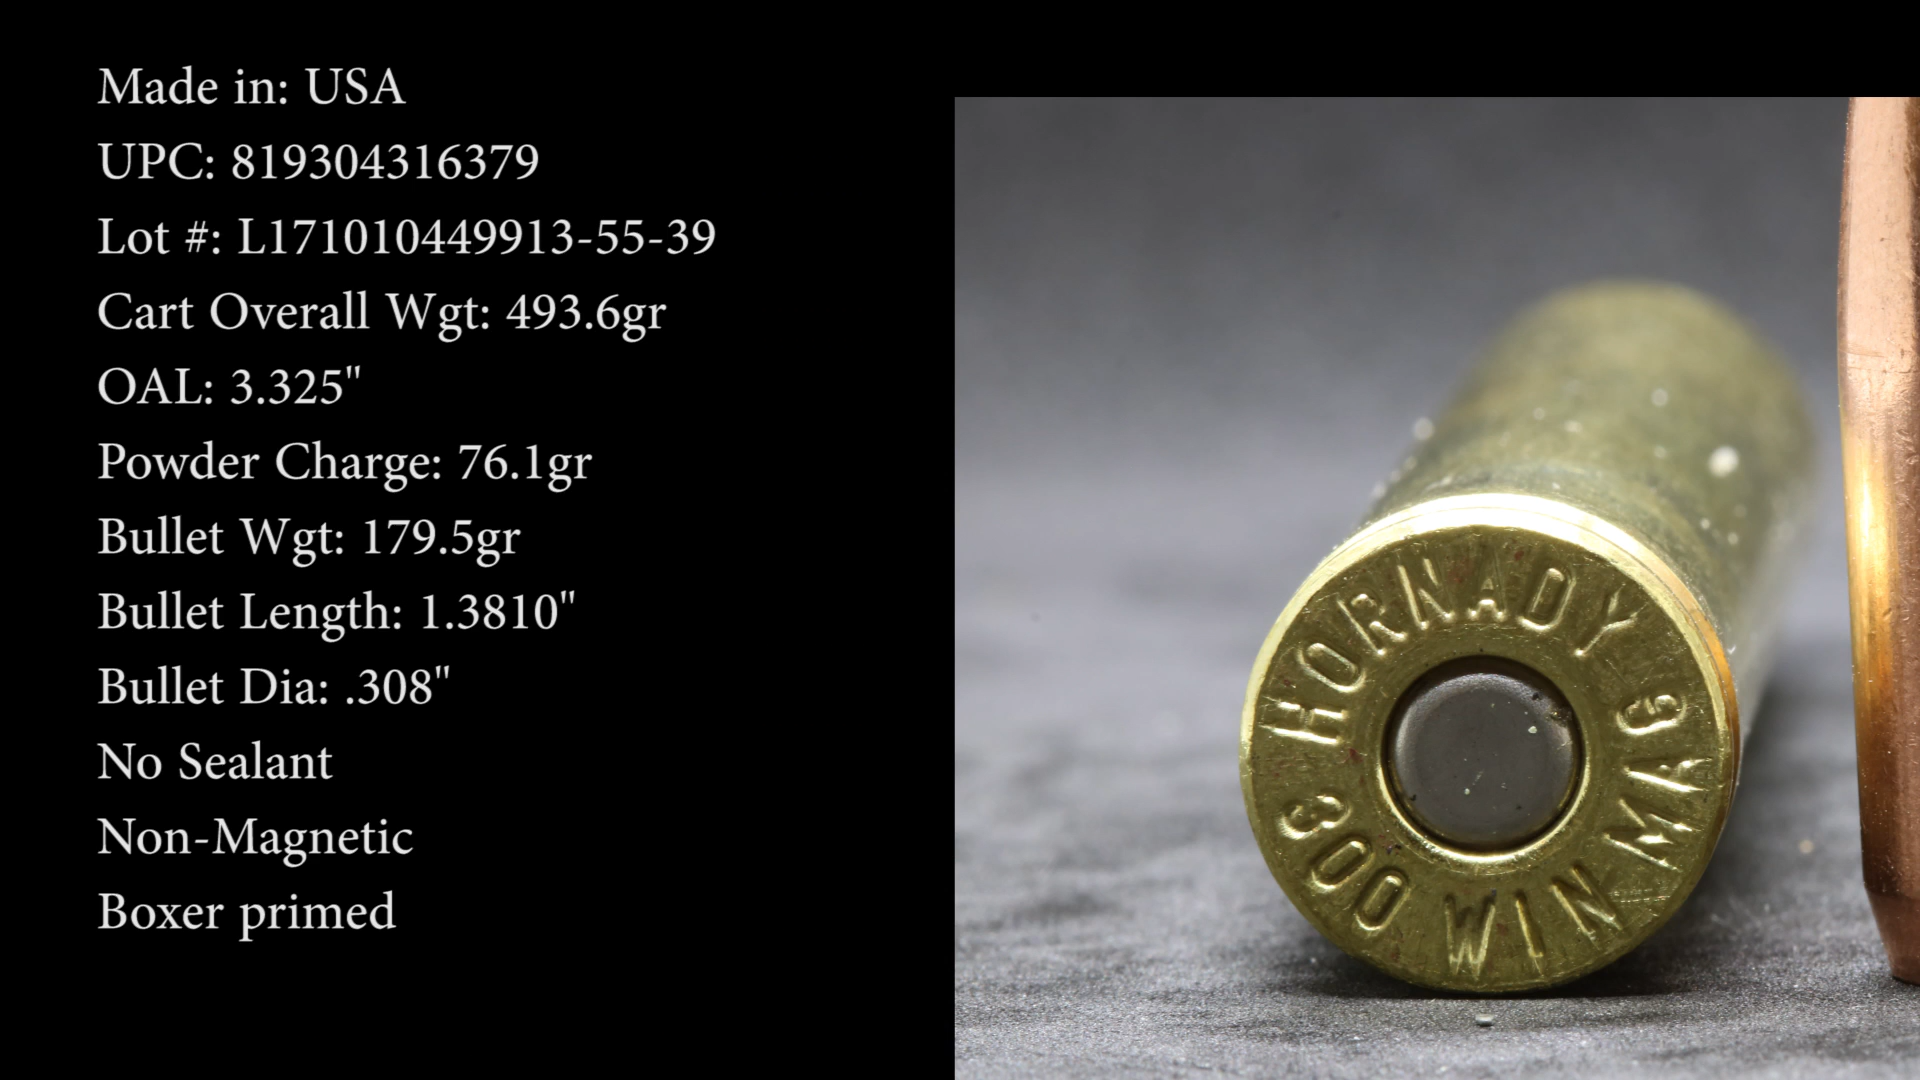 Made in: USA
UPC: 819304316379
Lot #: L171010449913-55-39
Cart Overall Wgt: 493.6gr
OAL: 3.325"
Powder Charge: 76.1gr
Bullet Wgt: 179.5gr
Bullet Length: 1.3810"
Bullet Dia: .308"
No Sealant
Non-Magnetic
Boxer primed
HORNADY
300 WIN MAG